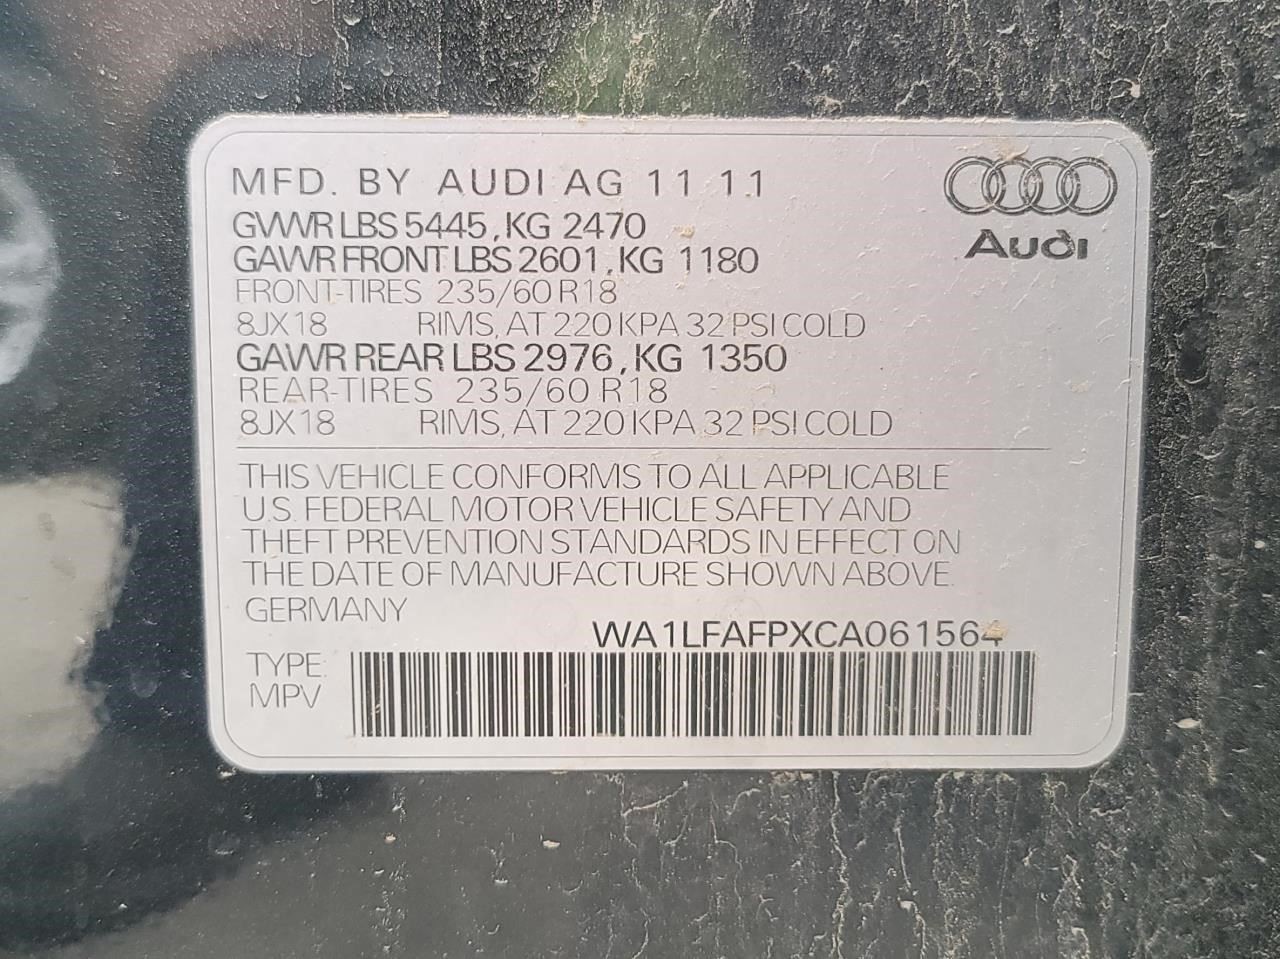 MFD. BY AUDI AG 11 11
GVWR LBS 5445, KG 2470
GAWR FRONT LBS 2601, KG 1180
FRONT-TIRES 235/60 R18
8JX18 RIMS, AT 220 KPA 32 PSI COLD
GAWR REAR LBS 2976, KG 1350
REAR-TIRES 235/60 R18
8JX18 RIMS, AT 220 KPA 32 PSI COLD
Audi
THIS VEHICLE CONFORMS TO ALL APPLICABLE
U.S. FEDERAL MOTOR VEHICLE SAFETY AND
THEFT PREVENTION STANDARDS IN EFFECT ON
THE DATE OF MANUFACTURE SHOWN ABOVE.
GERMANY
WA1LFAFPXCA061564
TYPE:
MPV